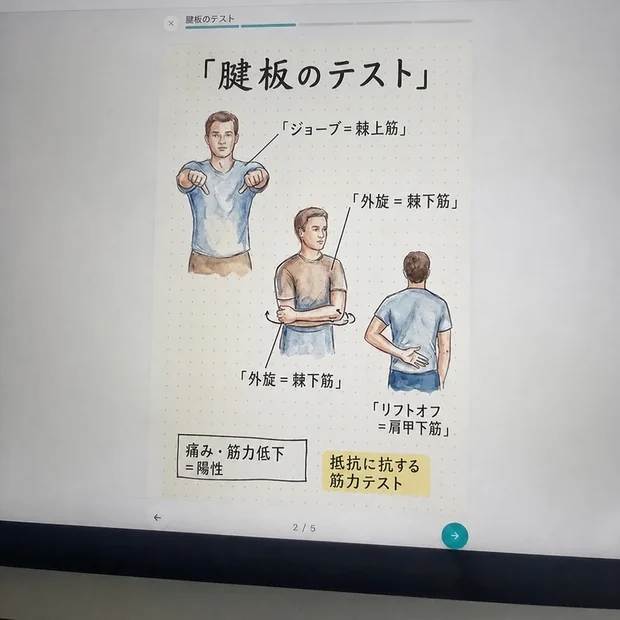 腱板のテスト
「腱板のテスト」
「ジョーブ＝棘上筋」
「外旋＝棘下筋」
「外旋＝棘下筋」
「リフトオフ
＝肩甲下筋」
痛み・筋力低下
＝陽性
抵抗に抗する
筋力テスト
2 / 5